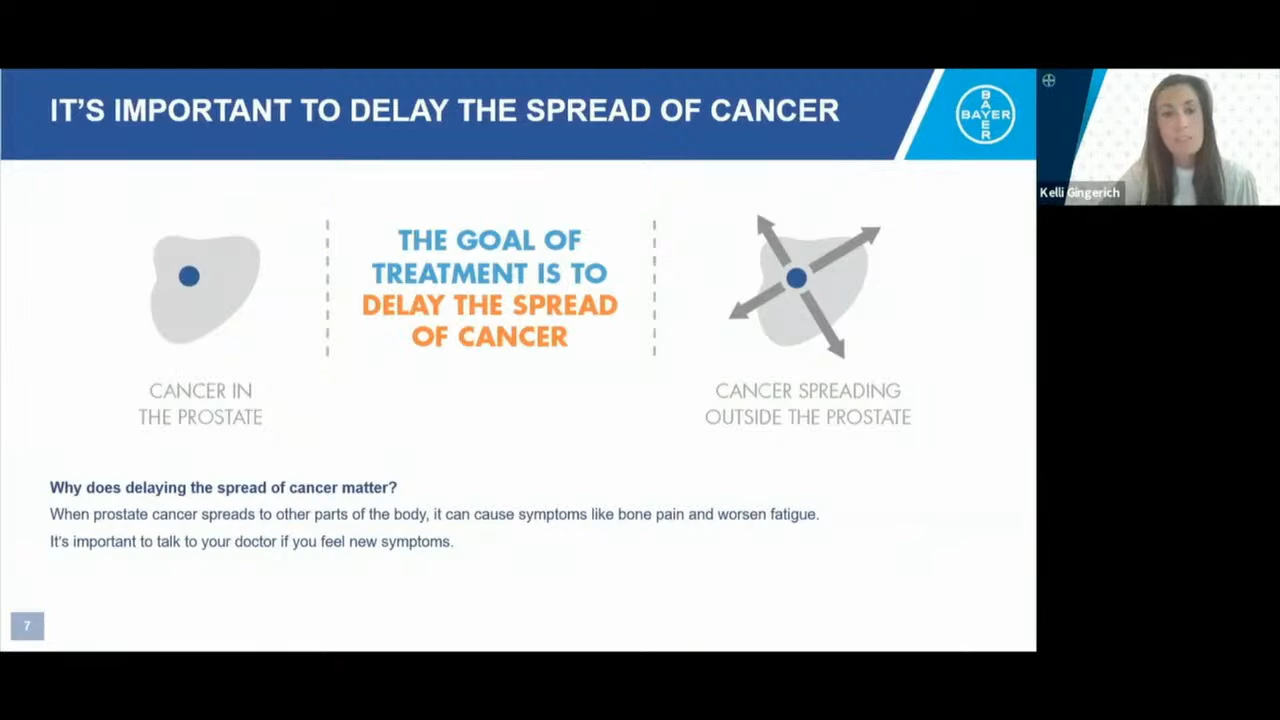 IT'S IMPORTANT TO DELAY THE SPREAD OF CANCER
BAYER
BAYER
Kelli Gingerich
THE GOAL OF
TREATMENT IS TO
DELAY THE SPREAD
OF CANCER
CANCER IN
THE PROSTATE
CANCER SPREADING
OUTSIDE THE PROSTATE
Why does delaying the spread of cancer matter?
When prostate cancer spreads to other parts of the body, it can cause symptoms like bone pain and worsen fatigue.
It's important to talk to your doctor if you feel new symptoms.
7